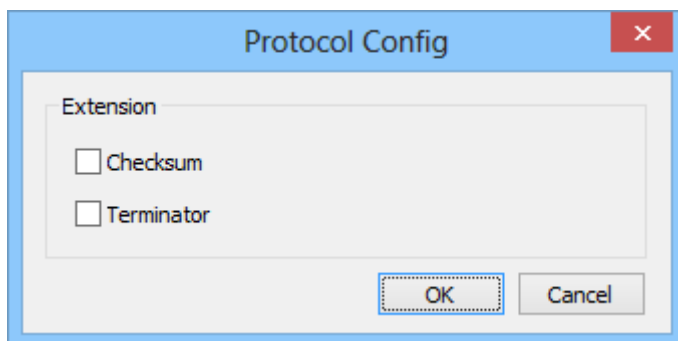 Protocol Config
Extension
Checksum
Terminator
OK
Cancel